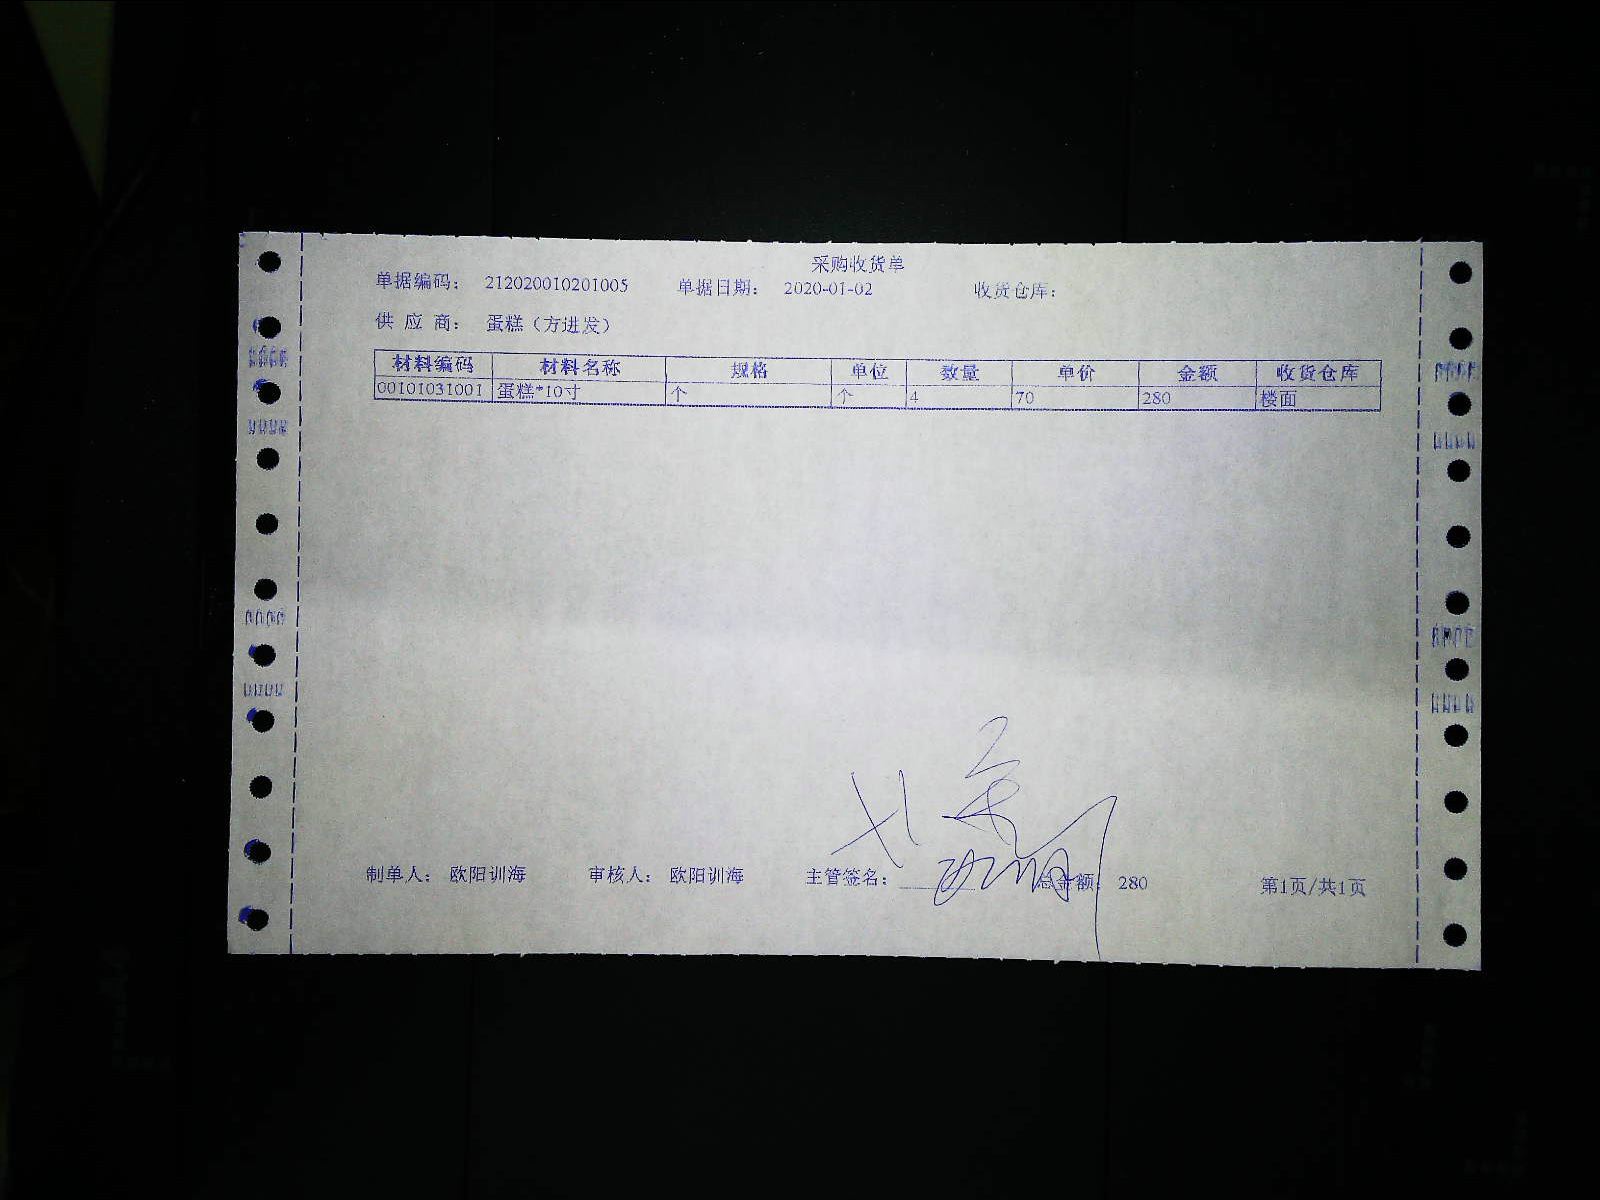 采购收货单
单据编码： 212020010201005 单据日期： 2020-01-02 收货仓库：
供 应 商： 蛋糕（方进发）
材料编码 材料名称 规格 单位 数量 单价 金额 收货仓库
00101031001 蛋糕*10寸 个 个 4 70 280 楼面
制单人： 欧阳训海 审核人： 欧阳训海 主管签名： 总金额： 280 第1页/共1页